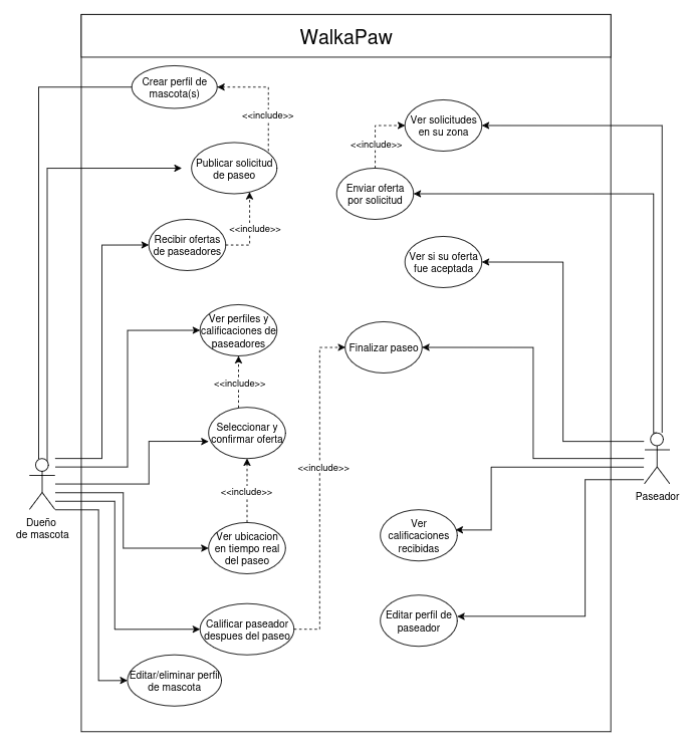 WalkaPaw
Crear perfil de
mascota(s)
<<include>>
Publicar solicitud
de paseo
<<include>>
Recibir ofertas
de paseadores
Ver perfiles y
calificaciones de
paseadores
<<include>>
Seleccionar y
confirmar oferta
<<include>>
Ver ubicacion
en tiempo real
del paseo
Calificar paseador
despues del paseo
Editar/eliminar perfil
de mascota
Dueño
de mascota
<<include>>
Ver solicitudes
en su zona
<<include>>
Enviar oferta
por solicitud
Ver si su oferta
fue aceptada
Finalizar paseo
Ver
calificaciones
recibidas
Editar perfil de
paseador
Paseador